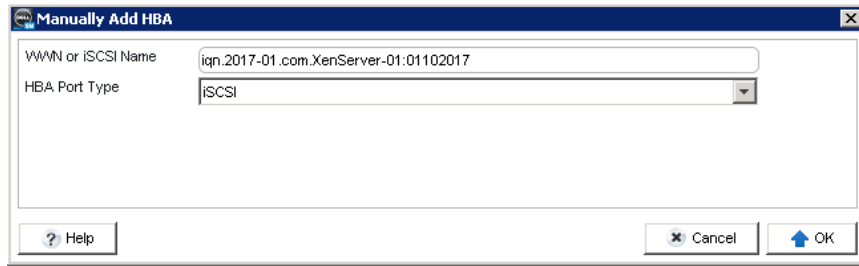 Manually Add HBA
WWN or iSCSI Name
iqn.2017-01.com.XenServer-01:01102017
HBA Port Type
iSCSI
? Help
Cancel
OK